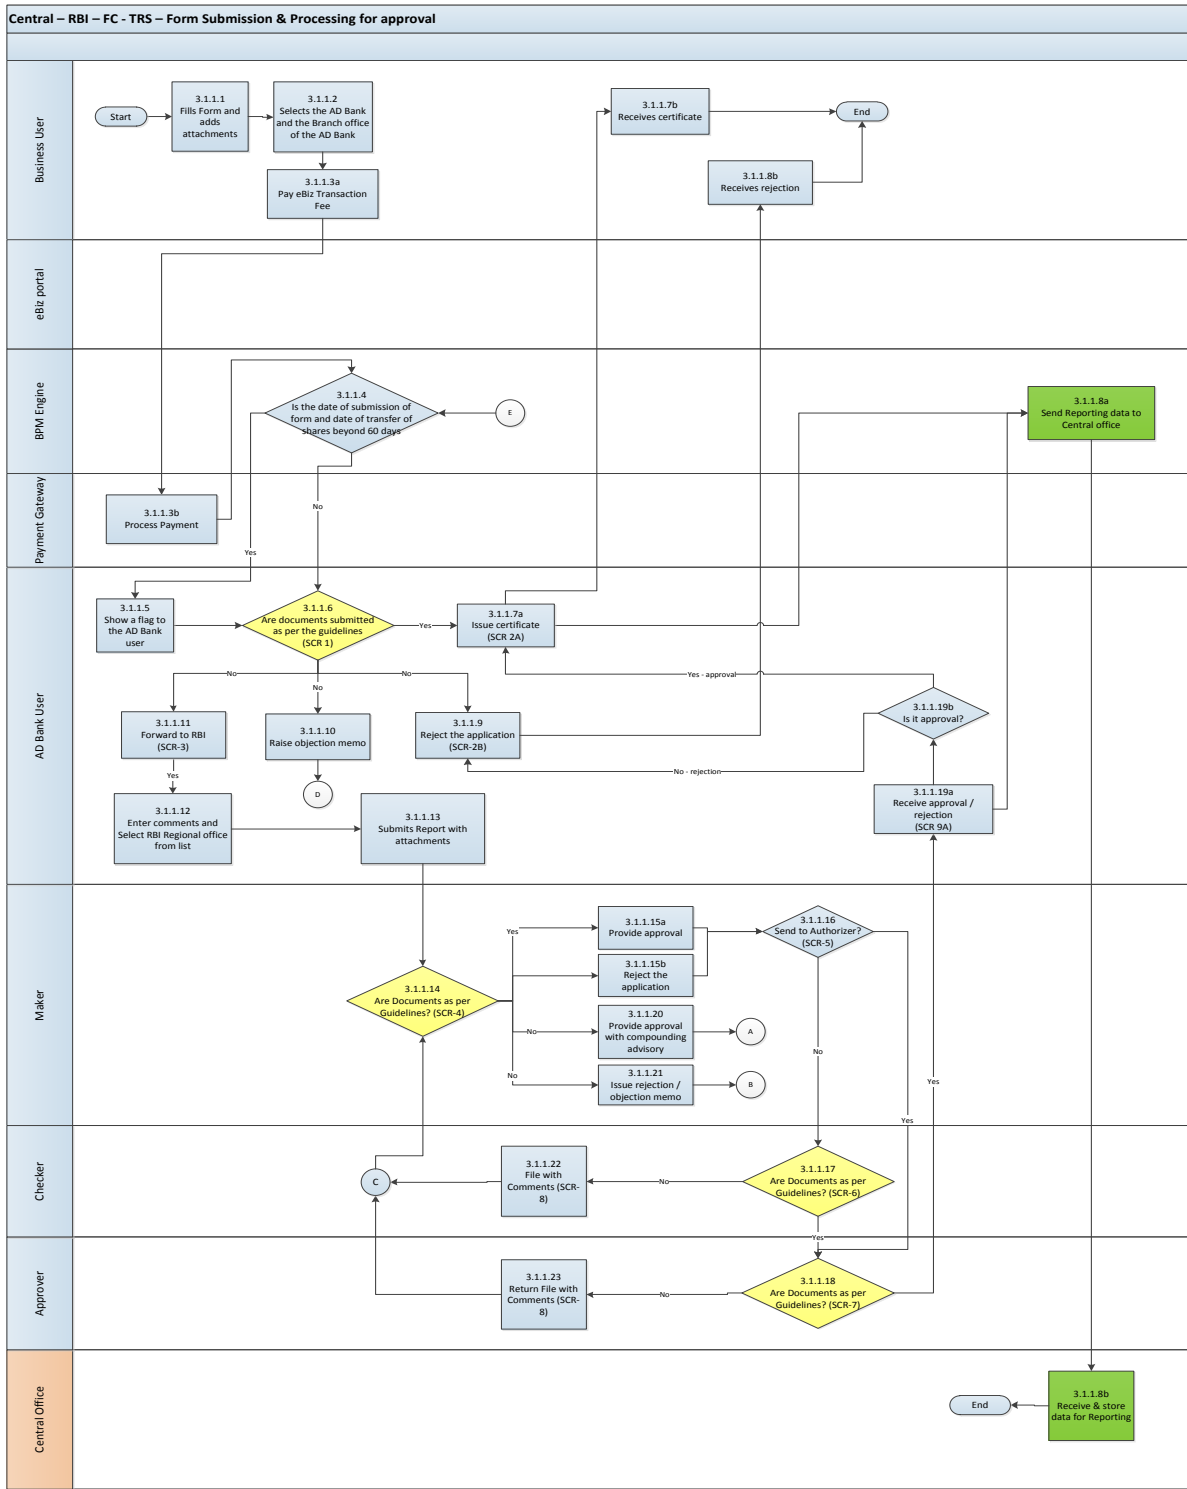 Central – RBI – FC - TRS – Form Submission & Processing for approval
Business User
Start
3.1.1.1
Fills Form and
adds
attachments
3.1.1.2
Selects the AD Bank
and the Branch office
of the AD Bank
3.1.1.3a
Pay eBiz Transaction
Fee
3.1.1.7b
Receives certificate
End
3.1.1.8b
Receives rejection
eBiz portal
BPM Engine
3.1.1.4
Is the date of submission of
form and date of transfer of
shares beyond 60 days
E
3.1.1.8a
Send Reporting data to
Central office
Payment Gateway
3.1.1.3b
Process Payment
No
Yes
AD Bank User
3.1.1.5
Show a flag to
the AD Bank
user
3.1.1.6
Are documents submitted
as per the guidelines
(SCR 1)
Yes
3.1.1.7a
Issue certificate
(SCR 2A)
No
No
No
Yes - approval
3.1.1.11
Forward to RBI
(SCR-3)
3.1.1.10
Raise objection memo
3.1.1.9
Reject the application
(SCR-2B)
3.1.1.19b
Is it approval?
Yes
No - rejection
D
3.1.1.12
Enter comments and
Select RBI Regional office
from list
3.1.1.13
Submits Report with
attachments
3.1.1.19a
Receive approval /
rejection
(SCR 9A)
Maker
3.1.1.14
Are Documents as per
Guidelines? (SCR-4)
Yes
No
No
3.1.1.15a
Provide approval
3.1.1.15b
Reject the
application
3.1.1.20
Provide approval
with compounding
advisory
3.1.1.21
Issue rejection /
objection memo
A
B
3.1.1.16
Send to Authorizer?
(SCR-5)
No
Yes
Yes
Checker
C
3.1.1.22
File with
Comments (SCR-
8)
No
3.1.1.17
Are Documents as per
Guidelines? (SCR-6)
Yes
Approver
3.1.1.23
Return File with
Comments (SCR-
8)
No
3.1.1.18
Are Documents as per
Guidelines? (SCR-7)
Central Office
End
3.1.1.8b
Receive & store
data for Reporting